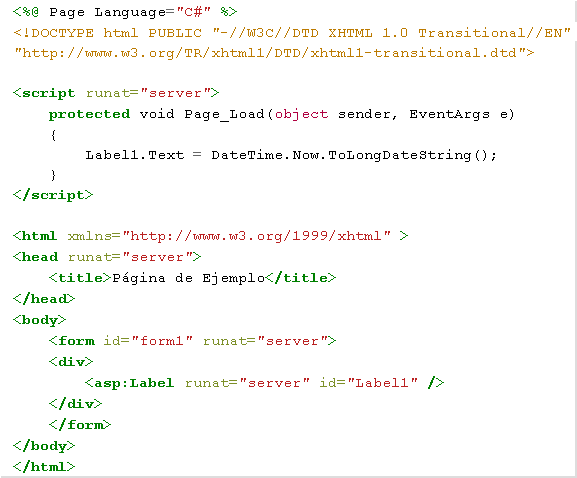 <%@ Page Language="C#" %>
<!DOCTYPE html PUBLIC "-//W3C//DTD XHTML 1.0 Transitional//EN"
"http://www.w3.org/TR/xhtml1/DTD/xhtml1-transitional.dtd">

<script runat="server">
    protected void Page_Load(object sender, EventArgs e)
    {
        Label1.Text = DateTime.Now.ToLongDateString();
    }
</script>

<html xmlns="http://www.w3.org/1999/xhtml" >
<head runat="server">
    <title>Página de Ejemplo</title>
</head>
<body>
    <form id="form1" runat="server">
    <div>
        <asp:Label runat="server" id="Label1" />
    </div>
    </form>
</body>
</html>